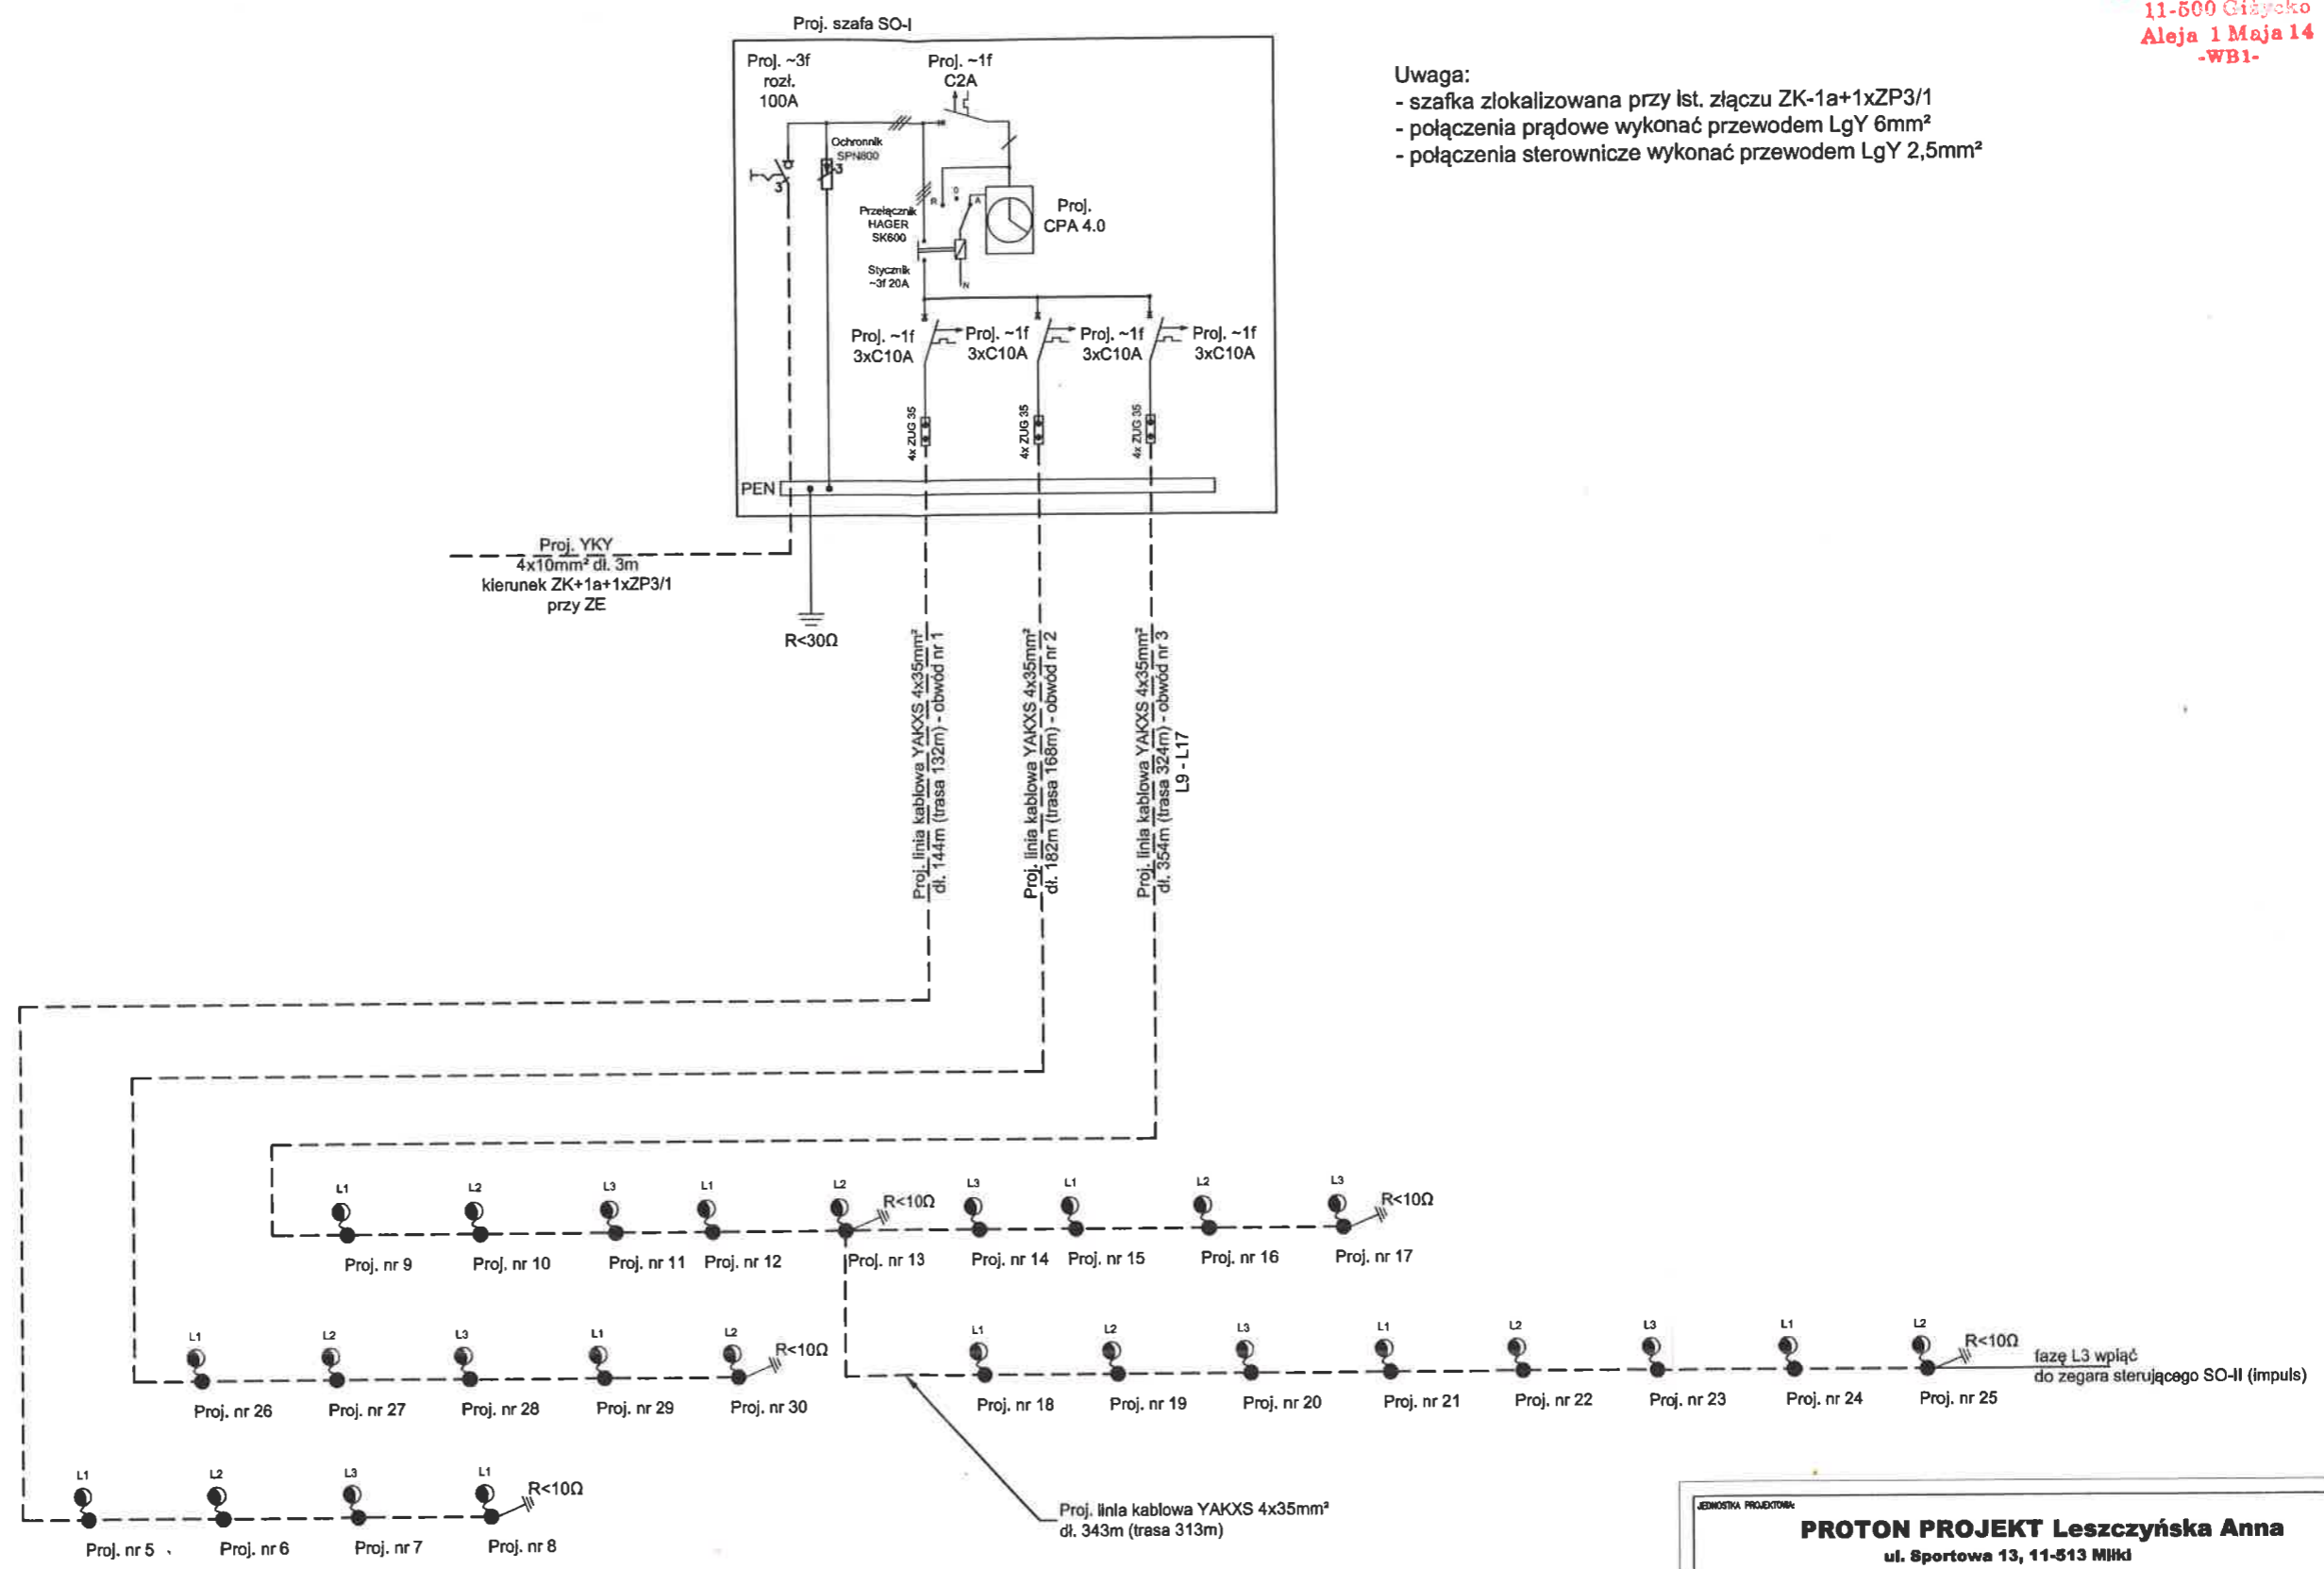 11-500 Giżycko
Aleja 1 Maja 14
-WB1-
Proj. szafa SO-I
Proj. ~3f
rozł.
100A
Proj. ~1f
C2A
Uwaga:
- szafka zlokalizowana przy ist. złączu ZK-1a+1xZP3/1
- połączenia prądowe wykonać przewodem LgY 6mm²
- połączenia sterownicze wykonać przewodem LgY 2,5mm²
Ochronnik
SPN800
3
3
R
0
A
Przełącznik
HAGER
SK600
Proj.
CPA 4.0
Stycznik
~3f 20A
N
Proj. ~1f
3xC10A
Proj. ~1f
3xC10A
Proj. ~1f
3xC10A
Proj. ~1f
3xC10A
4x ZUG 35
4x ZUG 35
4x ZUG 35
PEN
Proj. YKY
4x10mm² dł. 3m
kierunek ZK+1a+1xZP3/1
przy ZE
R<30Ω
Proj. linia kablowa YAKXS 4x35mm²
dł. 144m (trasa 132m) - obwód nr 1
Proj. linia kablowa YAKXS 4x35mm²
dł. 182m (trasa 168m) - obwód nr 2
Proj. linia kablowa YAKXS 4x35mm²
dł. 354m (trasa 324m) - obwód nr 3
L9 - L17
L1 L2 L3 L1 L2 R<10Ω L3 L1 L2 L3 R<10Ω
Proj. nr 9 Proj. nr 10 Proj. nr 11 Proj. nr 12 Proj. nr 13 Proj. nr 14 Proj. nr 15 Proj. nr 16 Proj. nr 17
L1 L2 L3 L1 L2 R<10Ω L1 L2 L3 L1 L2 L3 L1 L2 R<10Ω
fazę L3 wpiąć
do zegara sterującego SO-II (impuls)
Proj. nr 26 Proj. nr 27 Proj. nr 28 Proj. nr 29 Proj. nr 30 Proj. nr 18 Proj. nr 19 Proj. nr 20 Proj. nr 21 Proj. nr 22 Proj. nr 23 Proj. nr 24 Proj. nr 25
L1 L2 L3 L1 R<10Ω
Proj. nr 5 Proj. nr 6 Proj. nr 7 Proj. nr 8
Proj. linia kablowa YAKXS 4x35mm²
dł. 343m (trasa 313m)
JEDNOSTKA PROJEKTOWA:
PROTON PROJEKT Leszczyńska Anna
ul. Sportowa 13, 11-513 Miłki